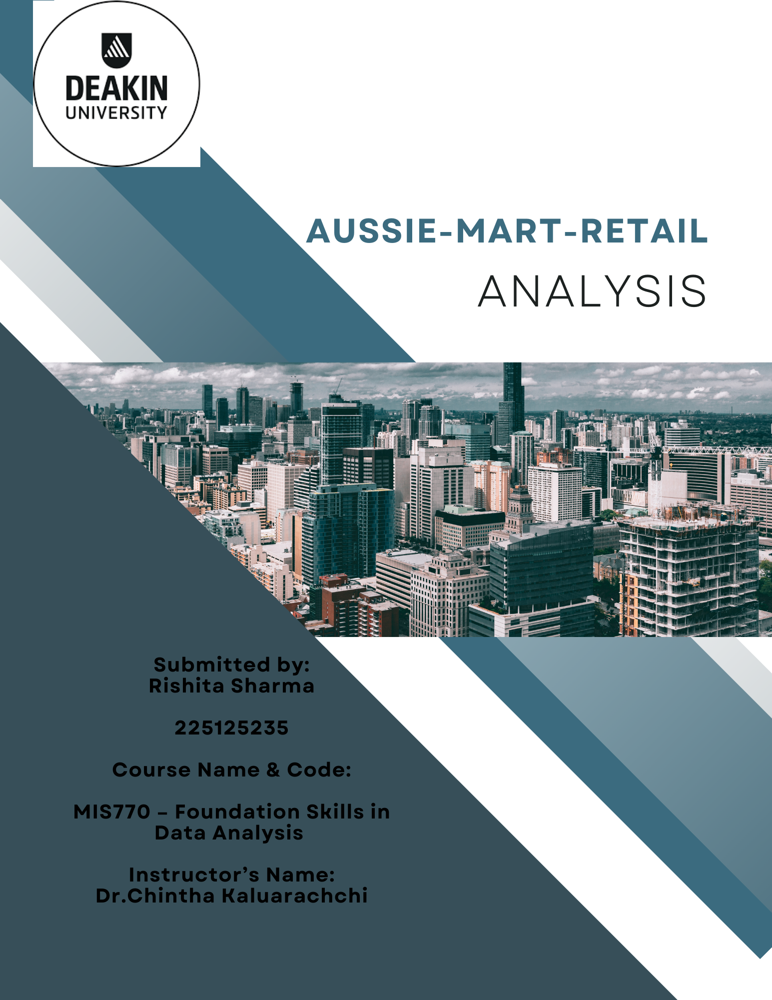 DEAKIN
UNIVERSITY
AUSSIE-MART-RETAIL
ANALYSIS
Submitted by:
Rishita Sharma
225125235
Course Name & Code:
MIS770 – Foundation Skills in
Data Analysis
Instructor’s Name:
Dr.Chintha Kaluarachchi